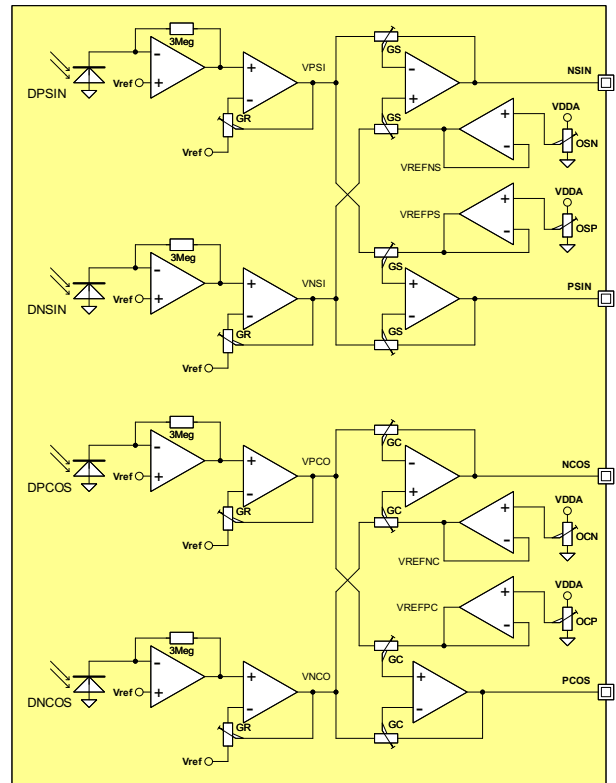 3Meg
GS
VPSI
NSIN
Vref
DPSIN
GR
GS
VDDA
Vref
OSN
VREFNS
VDDA
VREFPS
OSP
3Meg
GS
VNSI
PSIN
Vref
DNSIN
GR
GS
Vref
3Meg
GC
VPCO
NCOS
Vref
DPCOS
GR
GC
VDDA
Vref
OCN
VREFNC
VDDA
VREFPC
OCP
3Meg
GC
VNCO
PCOS
Vref
DNCOS
GR
GC
Vref